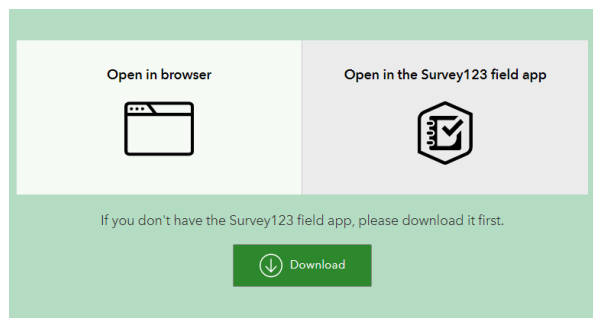 Open in browser
Open in the Survey123 field app
If you don't have the Survey123 field app, please download it first.
Download